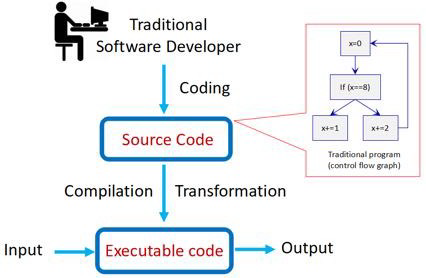 Traditional
Software Developer
Coding
Source Code
Compilation Transformation
Input
Executable code
Output
x=0
If (x==8)
x+=1
x+=2
Traditional program
(control flow graph)